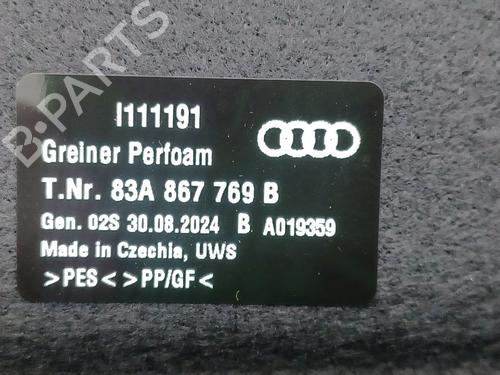 B-PARTS
I111191
Greiner Perfoam
T.Nr. 83A 867 769 B
Gen. 02S 30.08.2024 B A019359
Made in Czechia, UWS
>PES< >PP/GF<